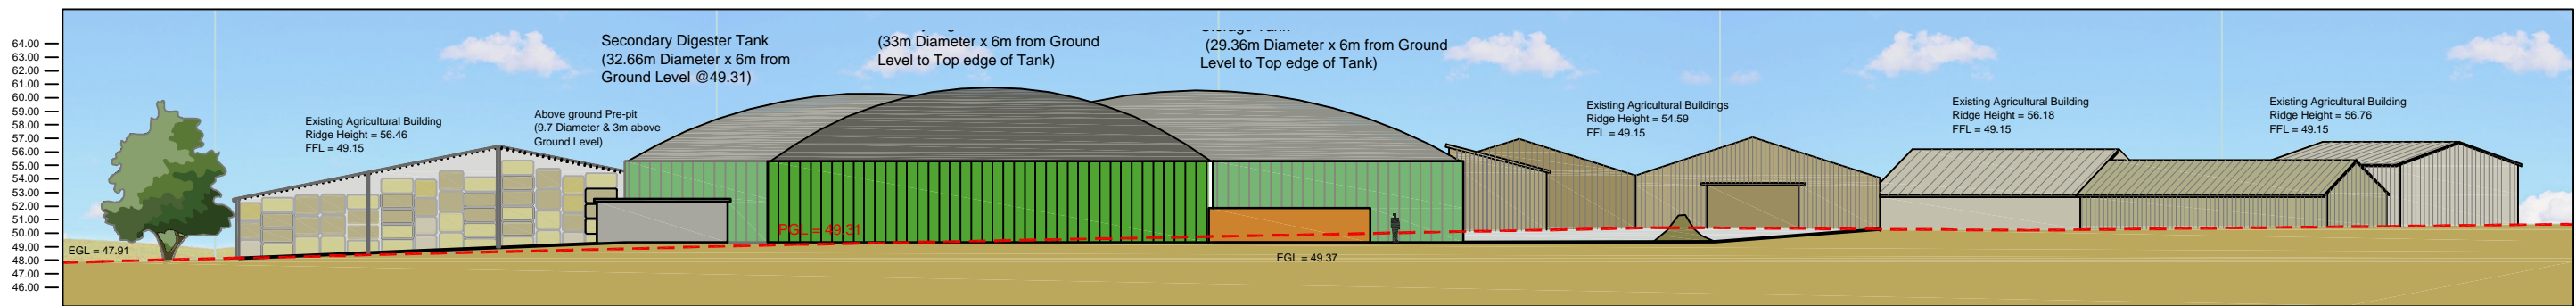 64.00
63.00
62.00
61.00
60.00
59.00
58.00
57.00
56.00
55.00
54.00
53.00
52.00
51.00
50.00
49.00
48.00
47.00
46.00
EGL = 47.91
Existing Agricultural Building
Ridge Height = 56.46
FFL = 49.15
Above ground Pre-pit
(9.7 Diameter & 3m above
Ground Level)
Secondary Digester Tank
(32.66m Diameter x 6m from
Ground Level @49.31)
(33m Diameter x 6m from Ground
Level to Top edge of Tank)
(29.36m Diameter x 6m from Ground
Level to Top edge of Tank)
PGL = 49.31
EGL = 49.37
Existing Agricultural Buildings
Ridge Height = 54.59
FFL = 49.15
Existing Agricultural Building
Ridge Height = 56.18
FFL = 49.15
Existing Agricultural Building
Ridge Height = 56.76
FFL = 49.15